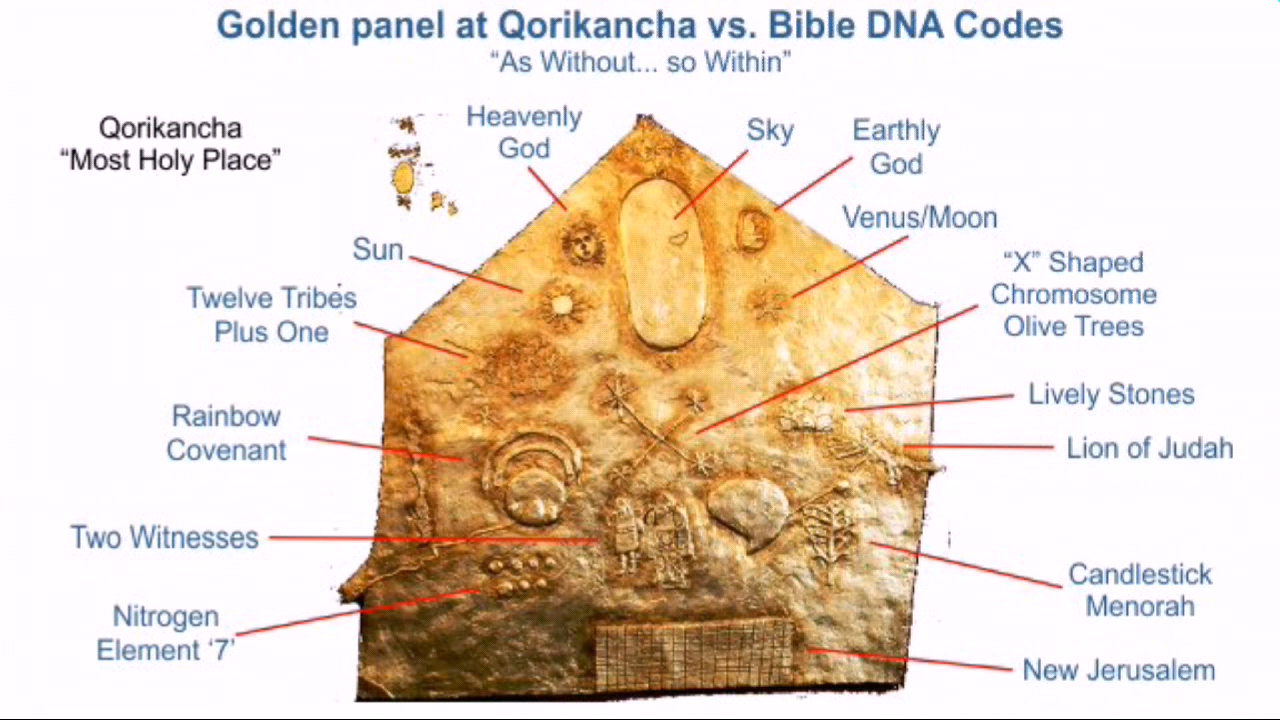 Golden panel at Qorikancha vs. Bible DNA Codes
“As Without... so Within”
Qorikancha
“Most Holy Place”
Heavenly
God
Sky
Earthly
God
Venus/Moon
Sun
“X” Shaped
Chromosome
Olive Trees
Twelve Tribes
Plus One
Lively Stones
Rainbow
Covenant
Lion of Judah
Two Witnesses
Candlestick
Menorah
Nitrogen
Element ‘7’
New Jerusalem